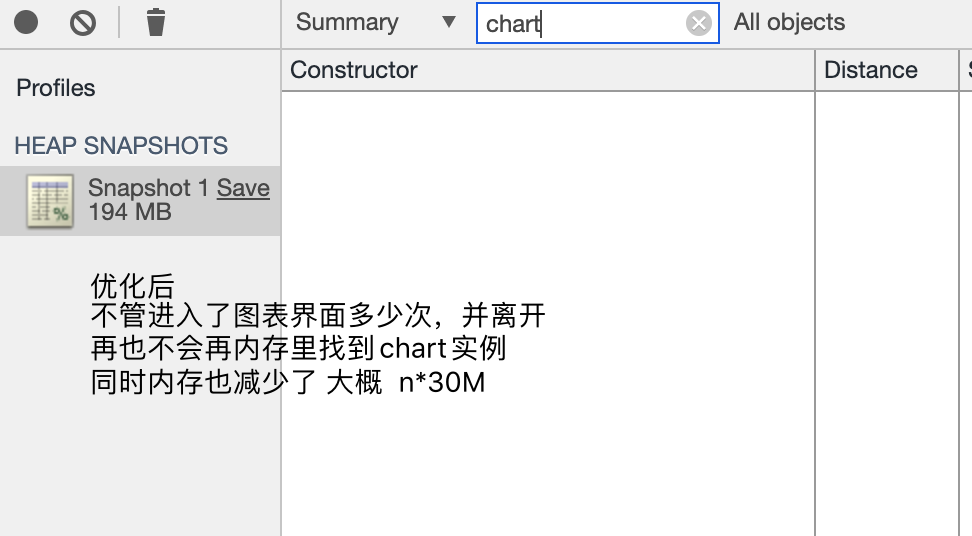 Summary ▼ chart All objects
Constructor Distance
Profiles
HEAP SNAPSHOTS
Snapshot 1 Save
194 MB
优化后
不管进入了图表界面多少次，并离开
再也不会再内存里找到chart实例
同时内存也减少了 大概 n*30M